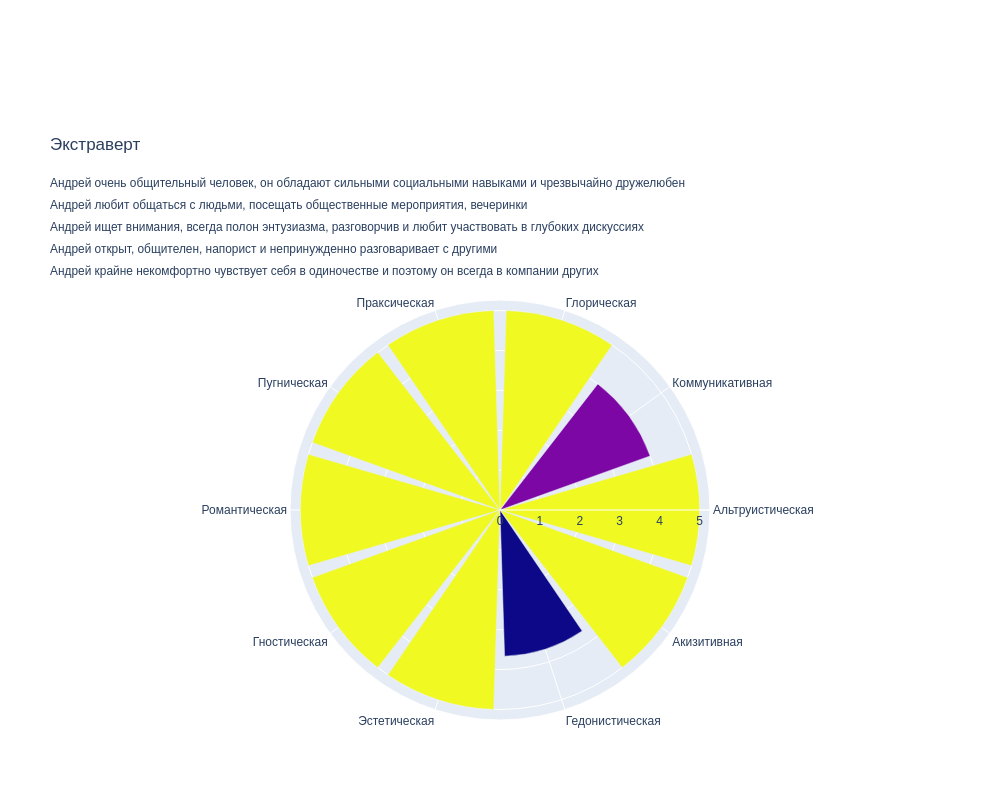 Экстраверт
Андрей очень общительный человек, он обладают сильными социальными навыками и чрезвычайно дружелюбен
Андрей любит общаться с людьми, посещать общественные мероприятия, вечеринки
Андрей ищет внимания, всегда полон энтузиазма, разговорчив и любит участвовать в глубоких дискуссиях
Андрей открыт, общителен, напорист и непринужденно разговаривает с другими
Андрей крайне некомфортно чувствует себя в одиночестве и поэтому он всегда в компании других
Праксическая
Глорическая
Пугническая
Коммуникативная
Романтическая
Альтруистическая
0 1 2 3 4 5
Гностическая
Акизитивная
Эстетическая
Гедонистическая